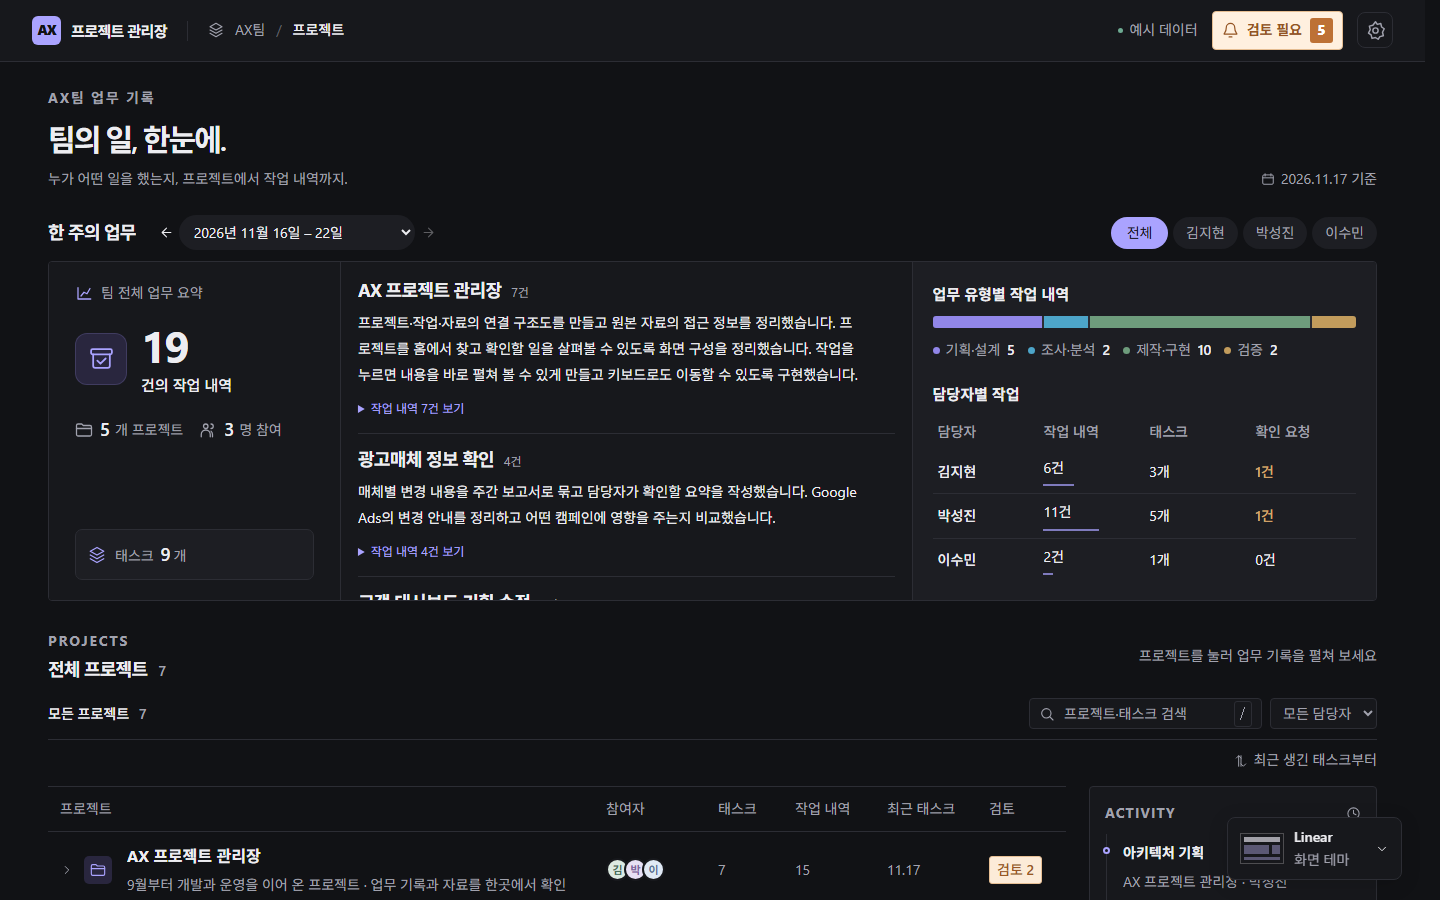 AX 프로젝트 관리장
AX팀 / 프로젝트
예시 데이터
검토 필요 5
AX팀 업무 기록
팀의 일, 한눈에.
누가 어떤 일을 했는지, 프로젝트에서 작업 내역까지.
2026.11.17 기준
한 주의 업무
2026년 11월 16일 – 22일
전체 김지현 박성진 이수민
팀 전체 업무 요약
19
건의 작업 내역
5 개 프로젝트 3 명 참여
태스크 9 개
AX 프로젝트 관리장 7건
프로젝트·작업·자료의 연결 구조도를 만들고 원본 자료의 접근 정보를 정리했습니다. 프
로젝트를 홈에서 찾고 확인할 일을 살펴볼 수 있도록 화면 구성을 정리했습니다. 작업을
누르면 내용을 바로 펼쳐 볼 수 있게 만들고 키보드로도 이동할 수 있도록 구현했습니다.
작업 내역 7건 보기
광고매체 정보 확인 4건
매체별 변경 내용을 주간 보고서로 묶고 담당자가 확인할 요약을 작성했습니다. Google
Ads의 변경 안내를 정리하고 어떤 캠페인에 영향을 주는지 비교했습니다.
작업 내역 4건 보기
업무 유형별 작업 내역
기획·설계 5 조사·분석 2 제작·구현 10 검증 2
담당자별 작업
담당자 작업 내역 태스크 확인 요청
김지현 6건 3개 1건
박성진 11건 5개 1건
이수민 2건 1개 0건
PROJECTS
전체 프로젝트 7
프로젝트를 눌러 업무 기록을 펼쳐 보세요
모든 프로젝트 7
프로젝트·태스크 검색 /
모든 담당자
최근 생긴 태스크부터
프로젝트 참여자 태스크 작업 내역 최근 태스크 검토
AX 프로젝트 관리장
9월부터 개발과 운영을 이어 온 프로젝트 · 업무 기록과 자료를 한곳에서 확인
김 박 이
7 15 11.17 검토 2
ACTIVITY
아키텍처 기획
AX 프로젝트 관리장 · 박성진
Linear
화면 테마